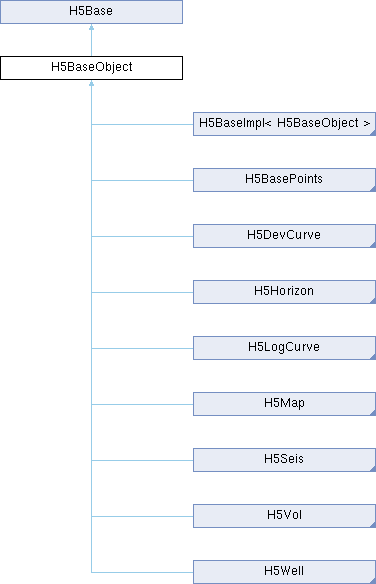 H5Base
H5BaseObject
H5BaseImpl< H5BaseObject >
H5BasePoints
H5DevCurve
H5Horizon
H5LogCurve
H5Map
H5Seis
H5Vol
H5Well